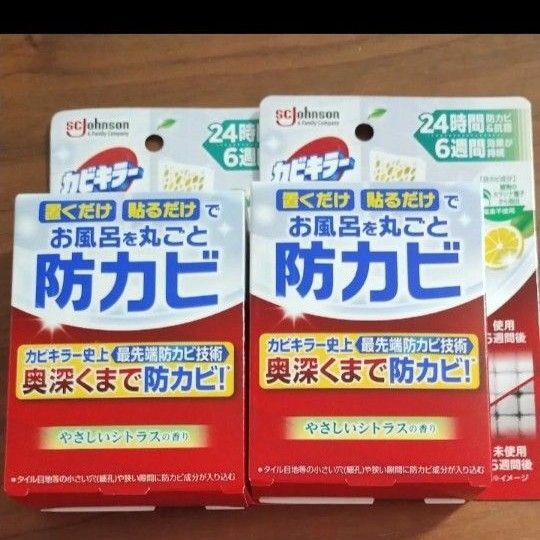 SC Johnson
A Family Company
24時間
6週間
カビキラー
置くだけ 貼るだけ で
お風呂を丸ごと
防カビ
カビキラー史上 最先端防カビ技術
奥深くまで防カビ!*
やさしいシトラスの香り
*タイル目地等の小さい穴(細孔)や狭い隙間に防カビ成分が入り込む
SC Johnson
A Family Company
24時間 防カビ
6週間 効果が
持続
カビキラー
置くだけ 貼るだけ で
お風呂を丸ごと
防カビ
カビキラー史上 最先端防カビ技術
奥深くまで防カビ!*
やさしいシトラスの香り
*タイル目地等の小さい穴(細孔)や狭い隙間に防カビ成分が入り込む
使用
週間後
未使用
週間後
イメージ